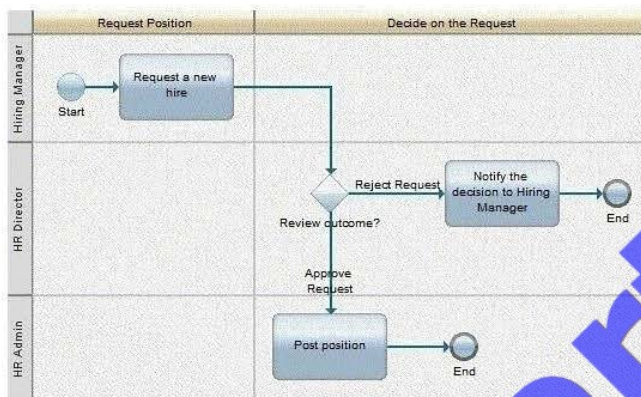 Request Position
Decide on the Request
Hiring Manager
Request a new
hire
Start
HR Director
Reject Request
Notify the
decision to Hiring
Manager
End
Review outcome?
Approve
Request
HR Admin
Post position
End